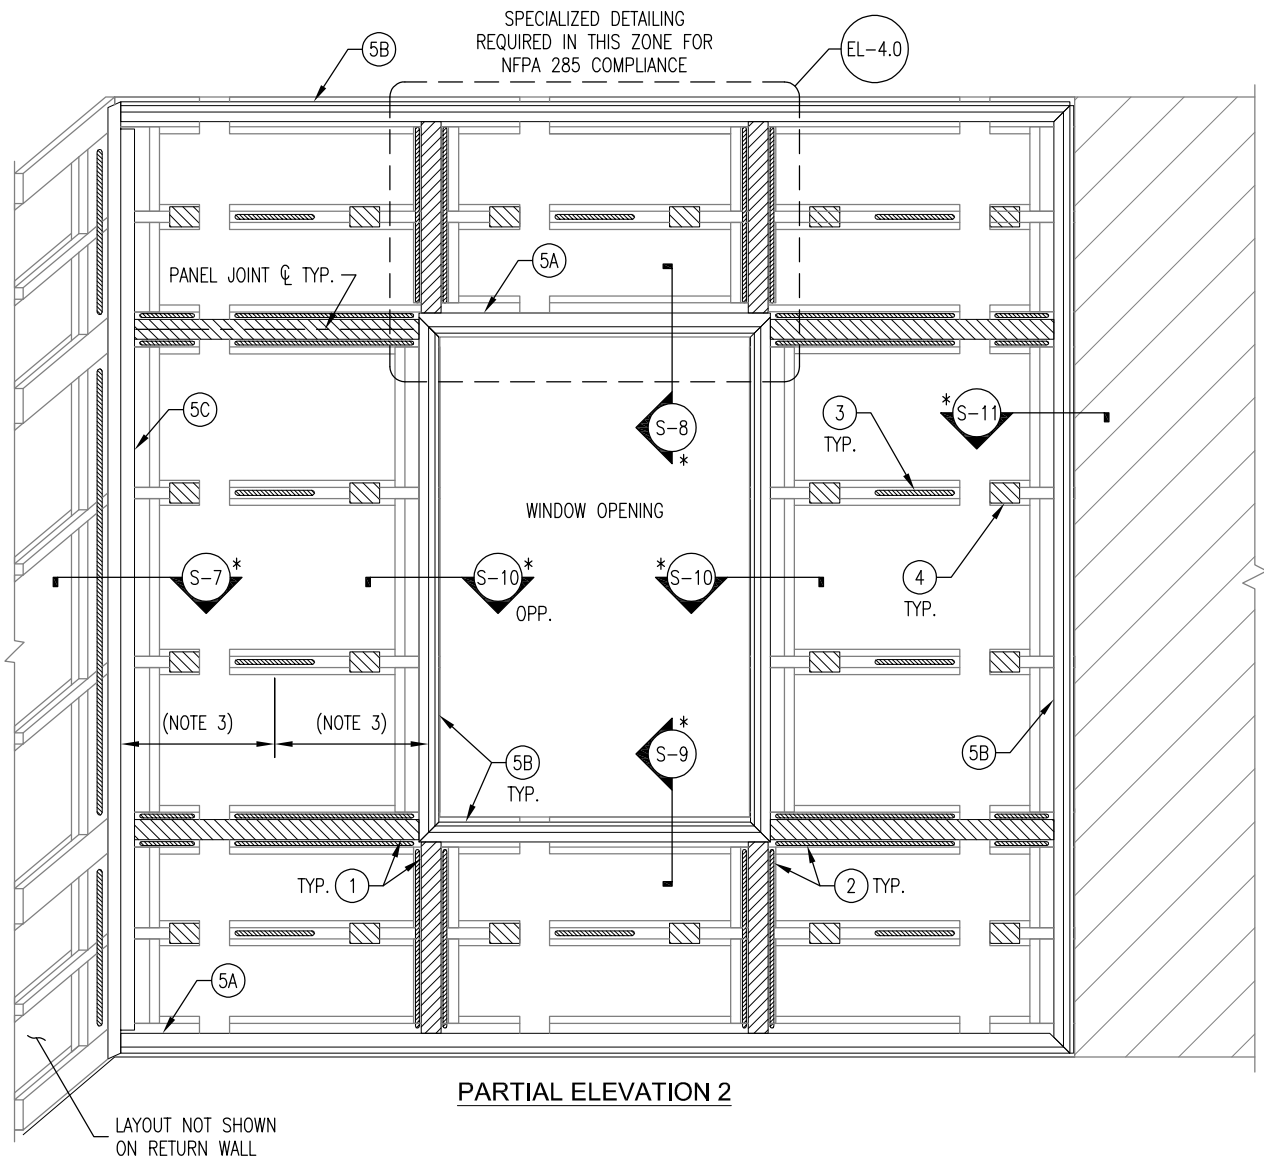 SPECIALIZED DETAILING
REQUIRED IN THIS ZONE FOR
NFPA 285 COMPLIANCE
EL-4.0
5B
5A
PANEL JOINT ℄ TYP.
5C
S-8
*
3
TYP.
* S-11
WINDOW OPENING
S-7 *
S-10 *
OPP.
* S-10
4
TYP.
(NOTE 3)
(NOTE 3)
5B
TYP.
S-9 *
5B
TYP. 1
2 TYP.
5A
PARTIAL ELEVATION 2
LAYOUT NOT SHOWN
ON RETURN WALL